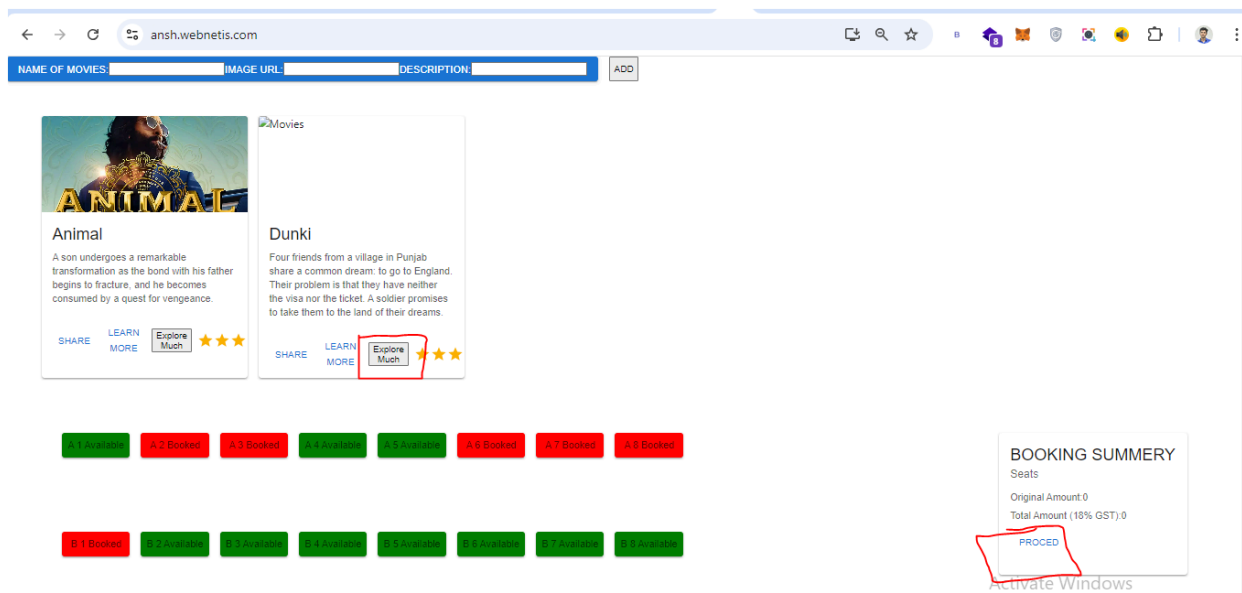 ansh.webnetis.com
B
8
NAME OF MOVIES: IMAGE URL: DESCRIPTION: ADD
ANIMAL
Animal
A son undergoes a remarkable
transformation as the bond with his father
begins to fracture, and he becomes
consumed by a quest for vengeance.
SHARE
LEARN
MORE
Explore
Much
Movies
Dunki
Four friends from a village in Punjab
share a common dream: to go to England.
Their problem is that they have neither
the visa nor the ticket. A soldier promises
to take them to the land of their dreams.
SHARE
LEARN
MORE
Explore
Much
A 1 Available A 2 Booked A 3 Booked A 4 Available A 5 Available A 6 Booked A 7 Booked A 8 Booked
B 1 Booked B 2 Available B 3 Available B 4 Available B 5 Available B 6 Available B 7 Available B 8 Available
BOOKING SUMMERY
Seats
Original Amount:0
Total Amount (18% GST):0
PROCED
Activate Windows